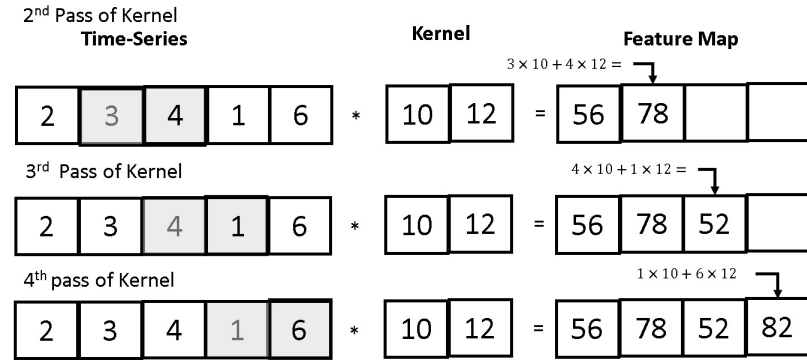 2nd Pass of Kernel
Time-Series Kernel Feature Map
3 × 10 + 4 × 12 =
2 3 4 1 6 * 10 12 = 56 78
3rd Pass of Kernel
4 × 10 + 1 × 12 =
2 3 4 1 6 * 10 12 = 56 78 52
4th pass of Kernel
1 × 10 + 6 × 12
2 3 4 1 6 * 10 12 = 56 78 52 82